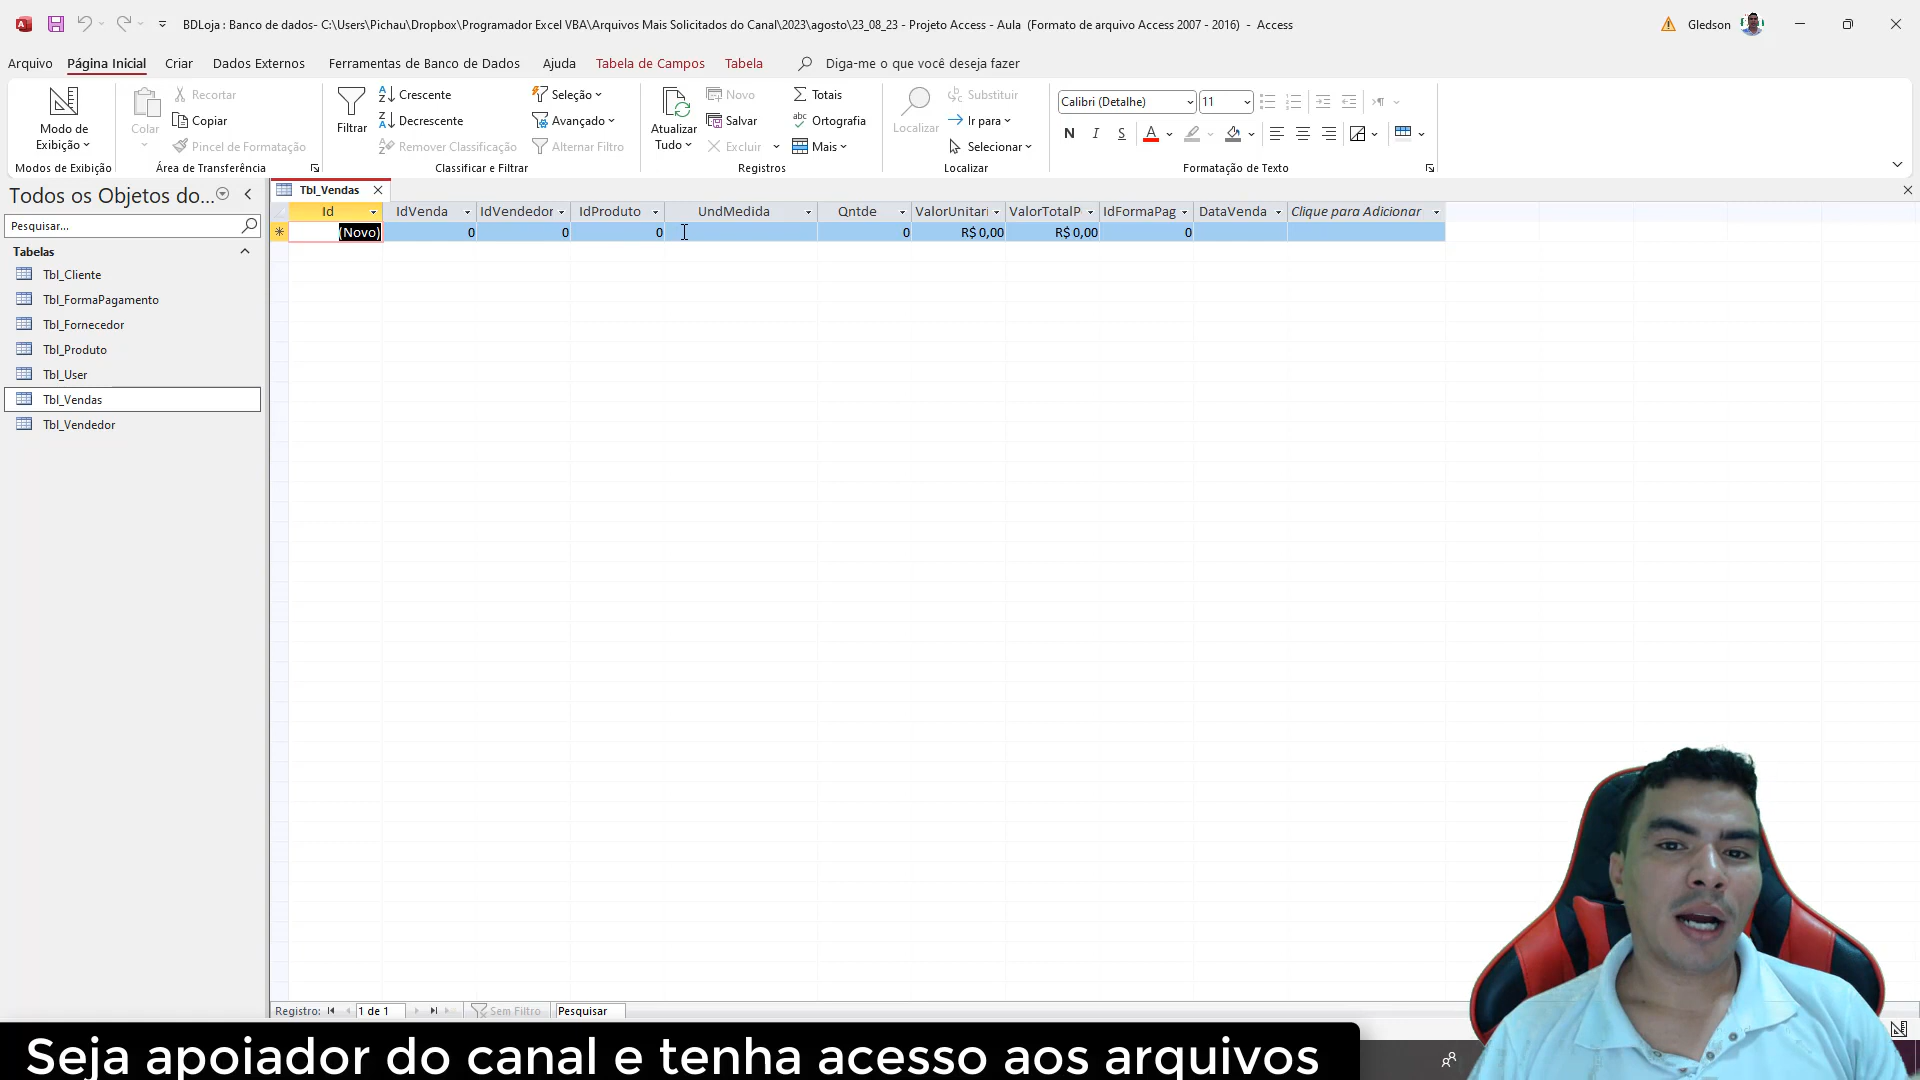 BDLoja : Banco de dados- C:\Users\Pichau\Dropbox\Programador Excel VBA\Arquivos Mais Solicitados do Canal\2023\agosto\23_08_23 - Projeto Access - Aula (Formato de arquivo Access 2007 - 2016) - Access
Gledson
Arquivo Página Inicial Criar Dados Externos Ferramentas de Banco de Dados Ajuda Tabela de Campos Tabela Diga-me o que você deseja fazer
Modo de Exibição
Modos de Exibição
Colar
Recortar
Copiar
Pincel de Formatação
Área de Transferência
Filtrar
Crescente
Decrescente
Remover Classificação
Seleção
Avançado
Alternar Filtro
Classificar e Filtrar
Atualizar Tudo
Novo
Salvar
Excluir
Totais
Ortografia
Mais
Registros
Localizar
Substituir
Ir para
Selecionar
Localizar
Calibri (Detalhe) 11
N I S
Formatação de Texto
Todos os Objetos do...
Pesquisar...
Tabelas
Tbl_Cliente
Tbl_FormaPagamento
Tbl_Fornecedor
Tbl_Produto
Tbl_User
Tbl_Vendas
Tbl_Vendedor
Tbl_Vendas
Id IdVenda IdVendedor IdProduto UndMedida Qntde ValorUnitari ValorTotalP IdFormaPag DataVenda Clique para Adicionar
(Novo) 0 0 0 0 R$ 0,00 R$ 0,00 0
Registro: 1 de 1 Sem Filtro Pesquisar
Seja apoiador do canal e tenha acesso aos arquivos